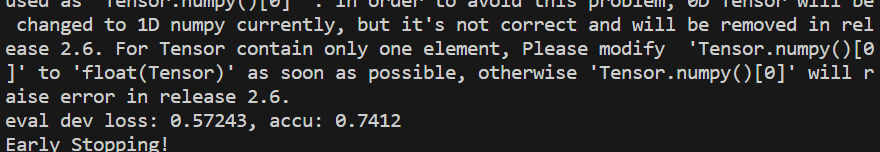 used as 'Tensor.numpy()[0]' . In order to avoid this problem, 0D Tensor will be
changed to 1D numpy currently, but it's not correct and will be removed in rel
ease 2.6. For Tensor contain only one element, Please modify  'Tensor.numpy()[0
]' to 'float(Tensor)' as soon as possible, otherwise 'Tensor.numpy()[0]' will r
aise error in release 2.6.
eval dev loss: 0.57243, accu: 0.7412
Early Stopping!